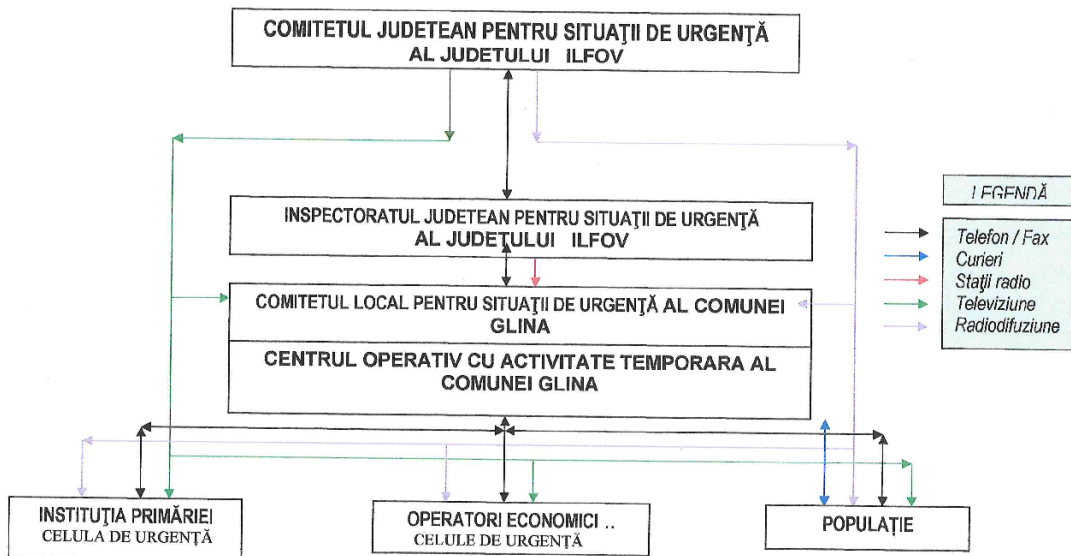 COMITETUL JUDETEAN PENTRU SITUAŢII DE URGENŢĂ
AL JUDETULUI ILFOV
INSPECTORATUL JUDETEAN PENTRU SITUAŢII DE URGENŢĂ
AL JUDEŢULUI ILFOV
LEGENDĂ
Telefon / Fax
Curieri
Staţii radio
Televiziune
Radiodifuziune
COMITETUL LOCAL PENTRU SITUAŢII DE URGENŢĂ AL COMUNEI
GLINA
CENTRUL OPERATIV CU ACTIVITATE TEMPORARA AL
COMUNEI GLINA
INSTITUŢIA PRIMĂRIEI
CELULA DE URGENŢĂ
OPERATORI ECONOMICI ..
CELULE DE URGENŢĂ
POPULAŢIE